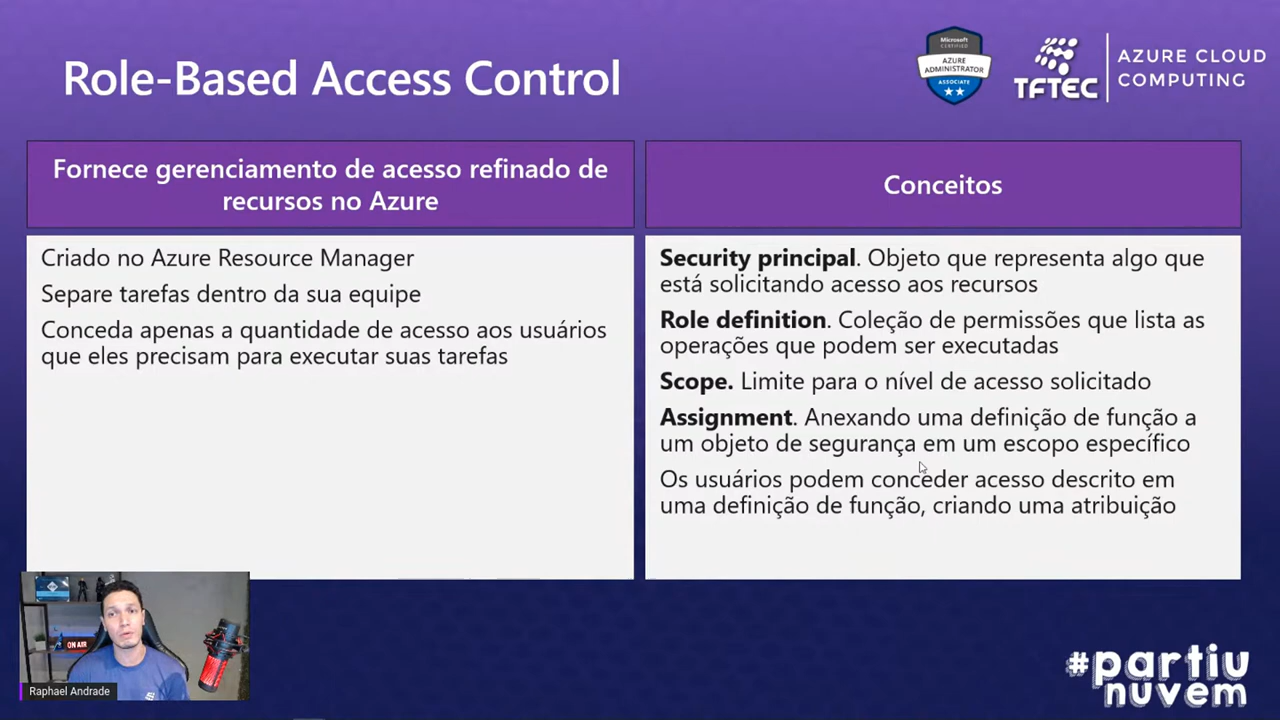 Role-Based Access Control
Microsoft
CERTIFIED
AZURE
ADMINISTRATOR
ASSOCIATE
TFTEC
AZURE CLOUD
COMPUTING
Fornece gerenciamento de acesso refinado de
recursos no Azure
Criado no Azure Resource Manager
Separe tarefas dentro da sua equipe
Conceda apenas a quantidade de acesso aos usuários
que eles precisam para executar suas tarefas
Conceitos
Security principal. Objeto que representa algo que
está solicitando acesso aos recursos
Role definition. Coleção de permissões que lista as
operações que podem ser executadas
Scope. Limite para o nível de acesso solicitado
Assignment. Anexando uma definição de função a
um objeto de segurança em um escopo específico
Os usuários podem conceder acesso descrito em
uma definição de função, criando uma atribuição
ON AIR
Raphael Andrade
#partiu
nuvem